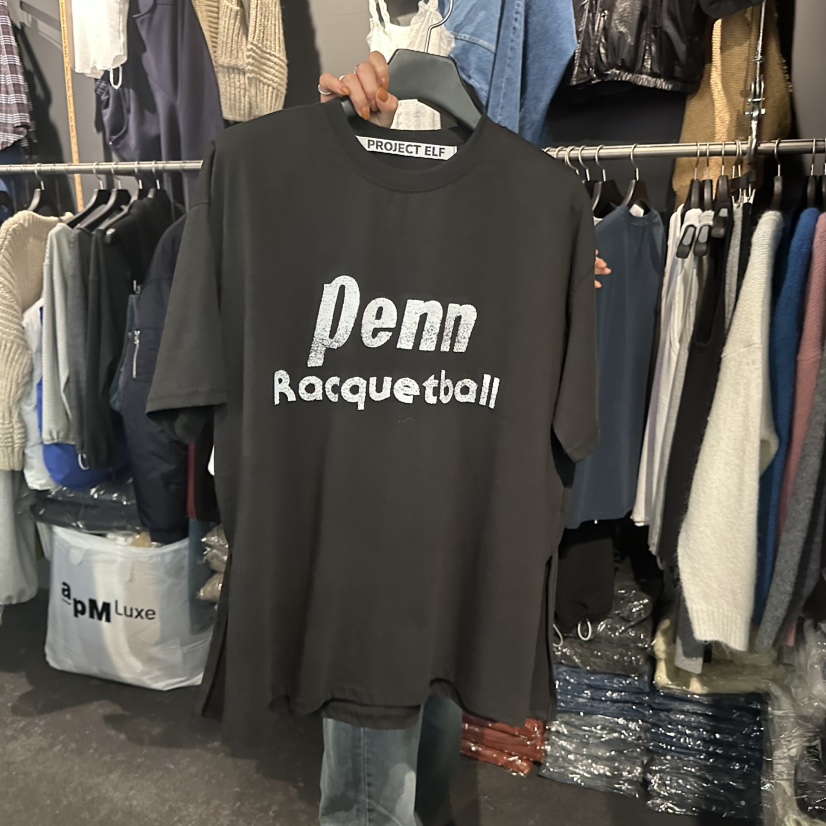 PROJECT ELF
Penn
Racquetball
apM Luxe